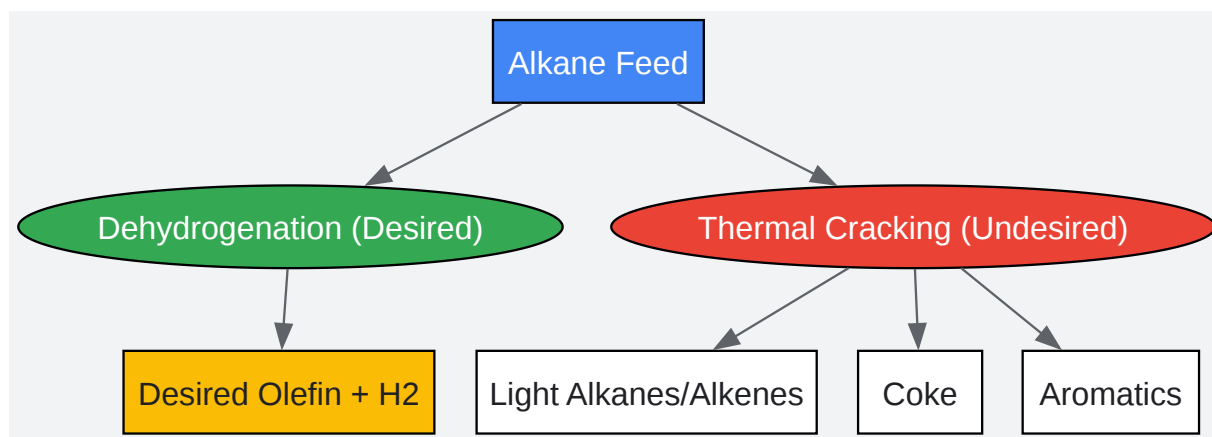 Alkane Feed
Dehydrogenation (Desired)
Thermal Cracking (Undesired)
Desired Olefin + H2
Light Alkanes/Alkenes
Coke
Aromatics